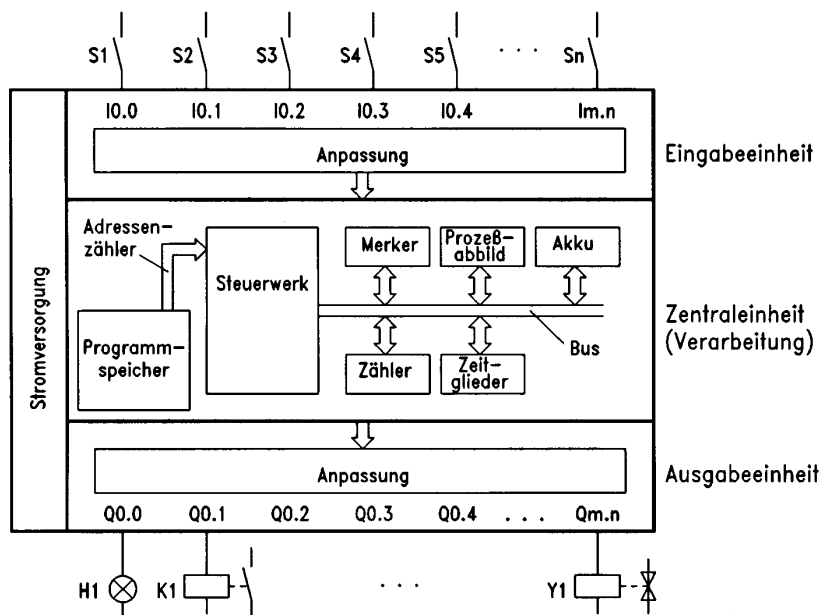 S1 S2 S3 S4 S5 . . . Sn
I0.0 I0.1 I0.2 I0.3 I0.4 Im.n
Anpassung
Eingabeeinheit
Stromversorgung
Adressen-
zähler
Programm-
speicher
Steuerwerk
Merker
Prozeß-
abbild
Akku
Zähler
Zeit-
glieder
Bus
Zentraleinheit
(Verarbeitung)
Anpassung
Ausgabeeinheit
Q0.0 Q0.1 Q0.2 Q0.3 Q0.4 . . . Qm.n
H1 K1 . . . Y1